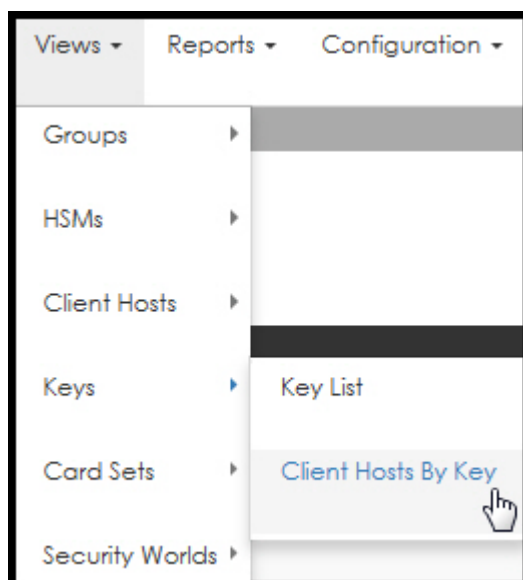 Views Reports Configuration
Groups
HSMs
Client Hosts
Keys Key List
Card Sets Client Hosts By Key
Security Worlds